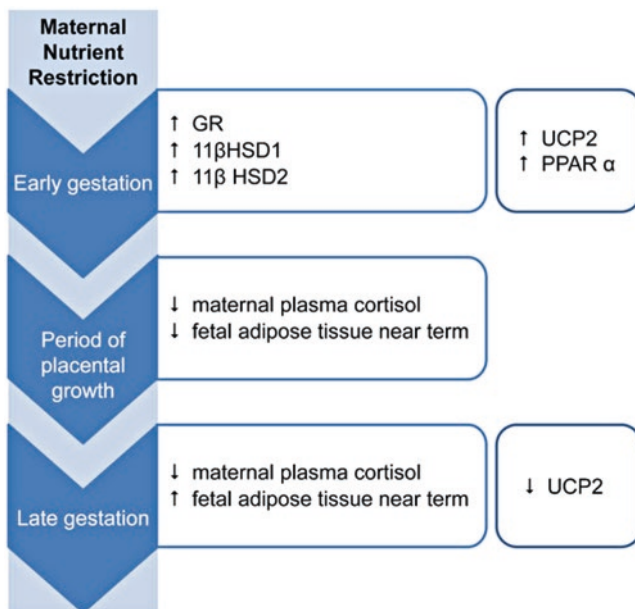 Maternal
Nutrient
Restriction
Early gestation
↑ GR
↑ 11βHSD1
↑ 11β HSD2
↑ UCP2
↑ PPAR α
Period of
placental
growth
↓ maternal plasma cortisol
↓ fetal adipose tissue near term
Late gestation
↓ maternal plasma cortisol
↑ fetal adipose tissue near term
↓ UCP2